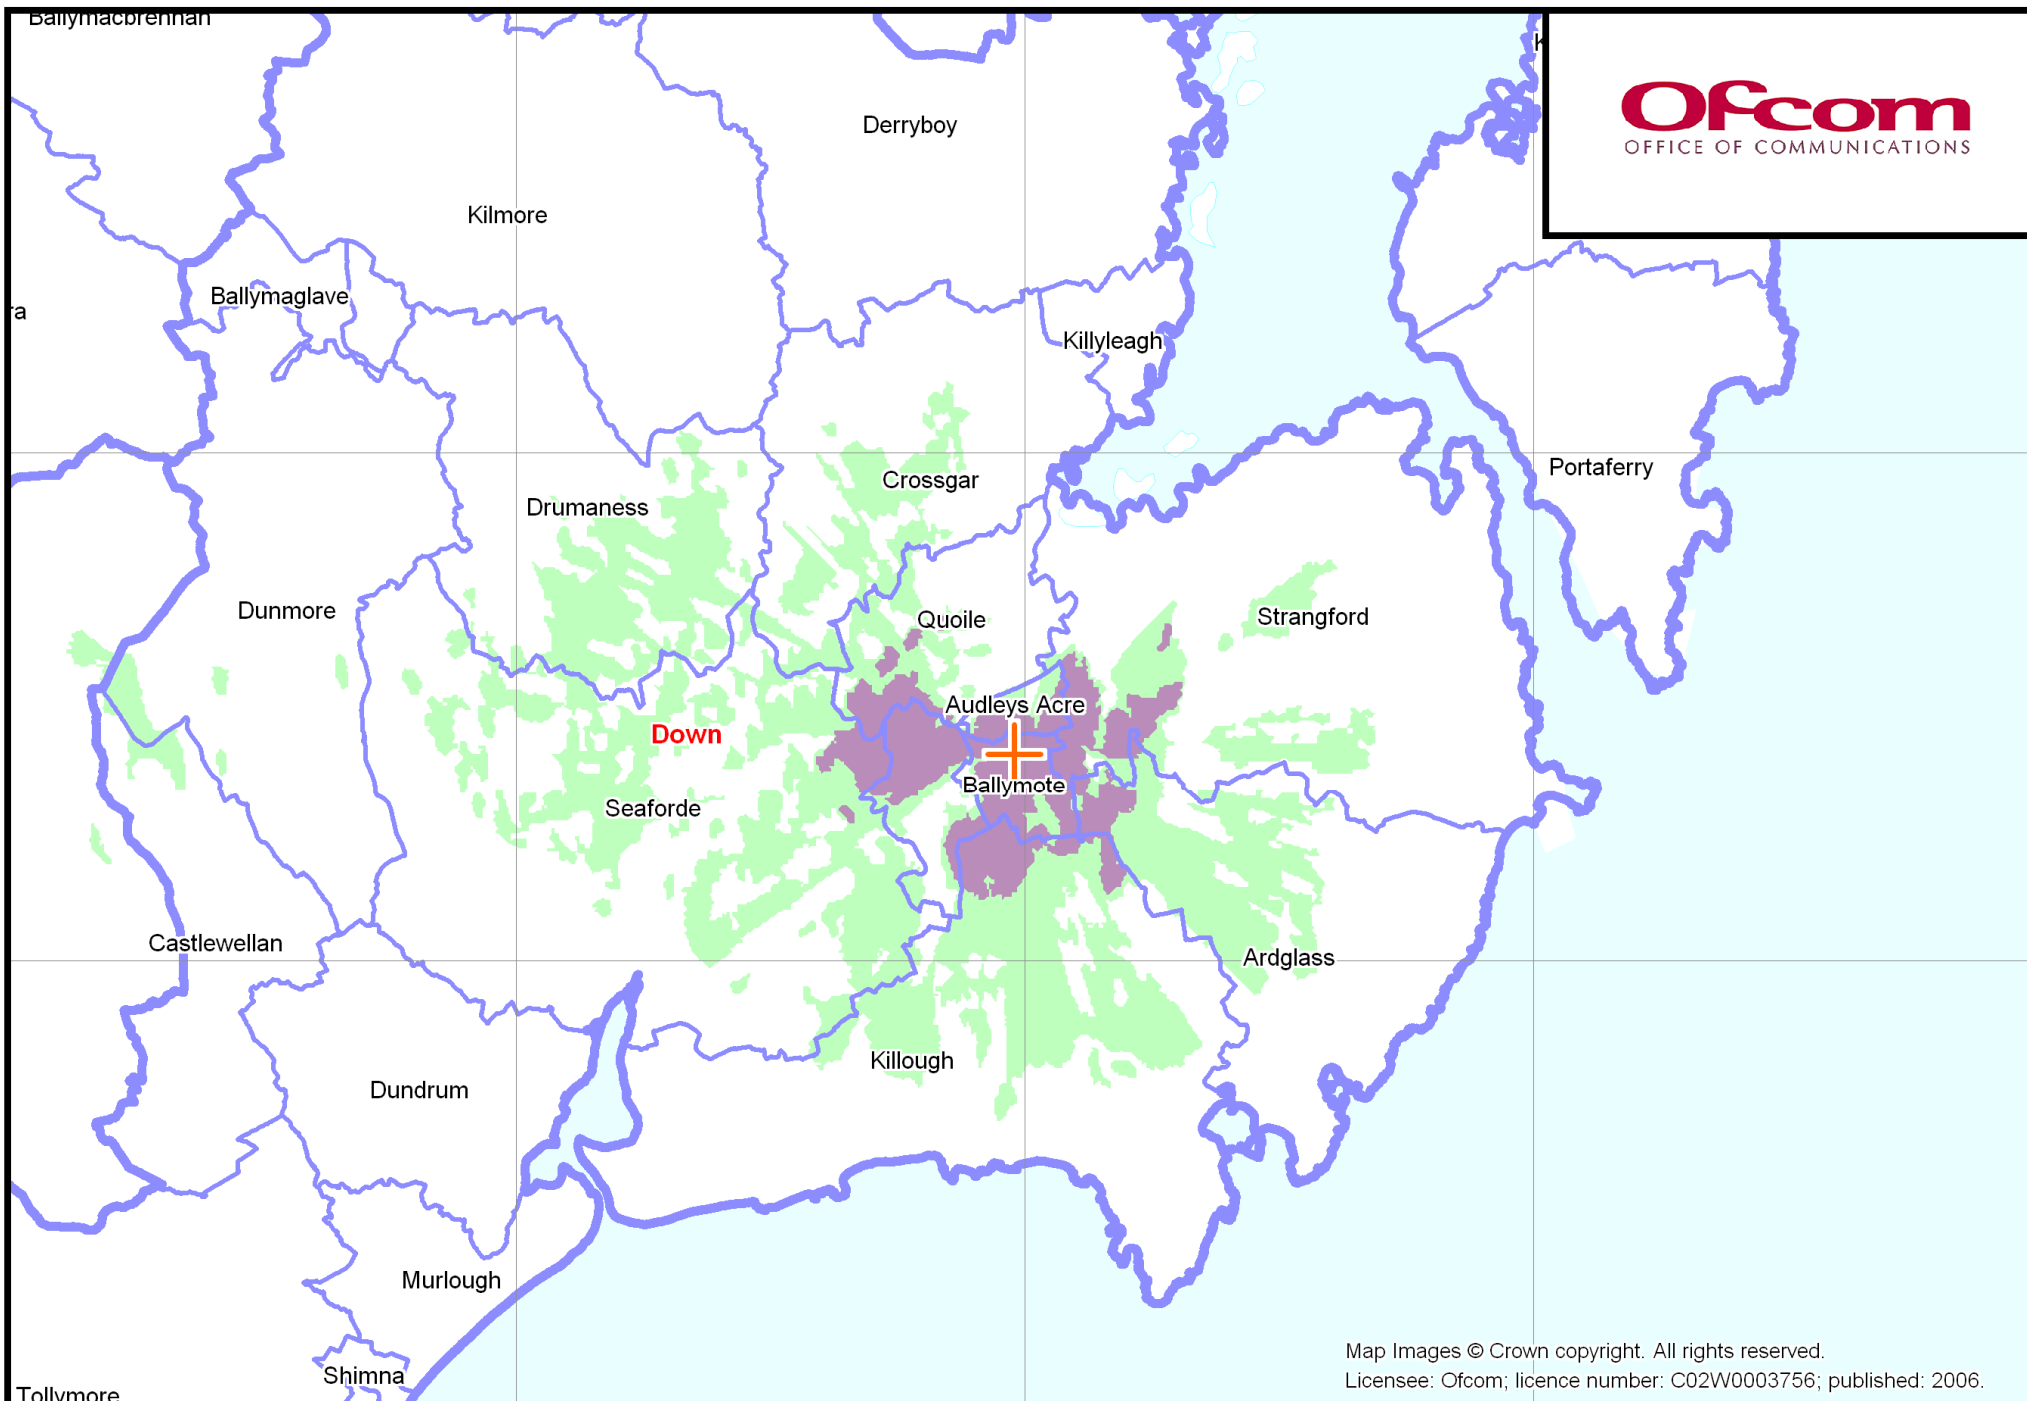 Ballymacbrennan
K
Ofcom
OFFICE OF COMMUNICATIONS
Derryboy
Kilmore
Ballymaglave
ra
Killyleagh
Portaferry
Crossgar
Drumaness
Dunmore
Quoile
Strangford
Audleys Acre
Down
Ballymote
Seaforde
Castlewellan
Ardglass
Killough
Dundrum
Murlough
Shimna
Tollymore
Map Images © Crown copyright. All rights reserved.
Licensee: Ofcom; licence number: C02W0003756; published: 2006.